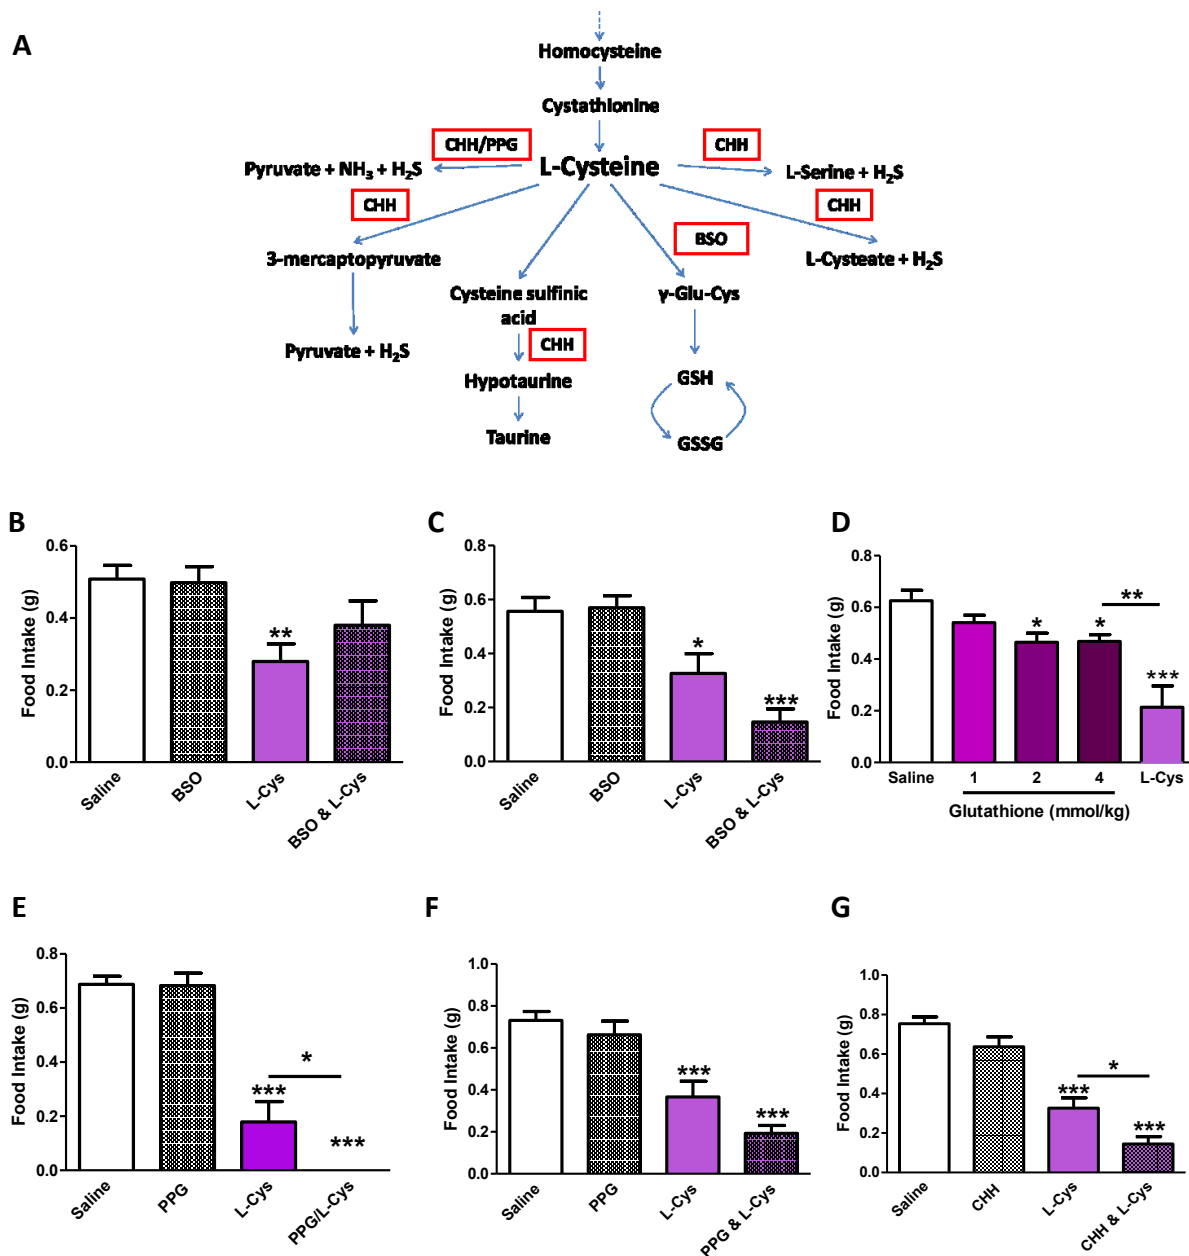 A
Homocysteine
Cystathionine
CHH/PPG
CHH
Pyruvate + NH₃ + H₂S
L-Cysteine
L-Serine + H₂S
CHH
CHH
BSO
3-mercaptopyruvate
L-Cysteate + H₂S
Cysteine sulfinic
acid
γ-Glu-Cys
CHH
Pyruvate + H₂S
Hypotaurine
GSH
Taurine
GSSG
B
Food Intake (g)
0.6
0.4
0.2
0.0
**
Saline
BSO
L-Cys
BSO & L-Cys
C
Food Intake (g)
0.8
0.6
0.4
0.2
0.0
*
***
Saline
BSO
L-Cys
BSO & L-Cys
D
Food Intake (g)
0.8
0.6
0.4
0.2
0.0
*
*
**
***
Saline
1
2
4
L-Cys
Glutathione (mmol/kg)
E
Food Intake (g)
0.8
0.6
0.4
0.2
0.0
*
***
***
Saline
PPG
L-Cys
PPG/L-Cys
F
Food Intake (g)
1.0
0.8
0.6
0.4
0.2
0.0
***
***
Saline
PPG
L-Cys
PPG & L-Cys
G
Food Intake (g)
1.0
0.8
0.6
0.4
0.2
0.0
*
***
***
Saline
CHH
L-Cys
CHH & L-Cys